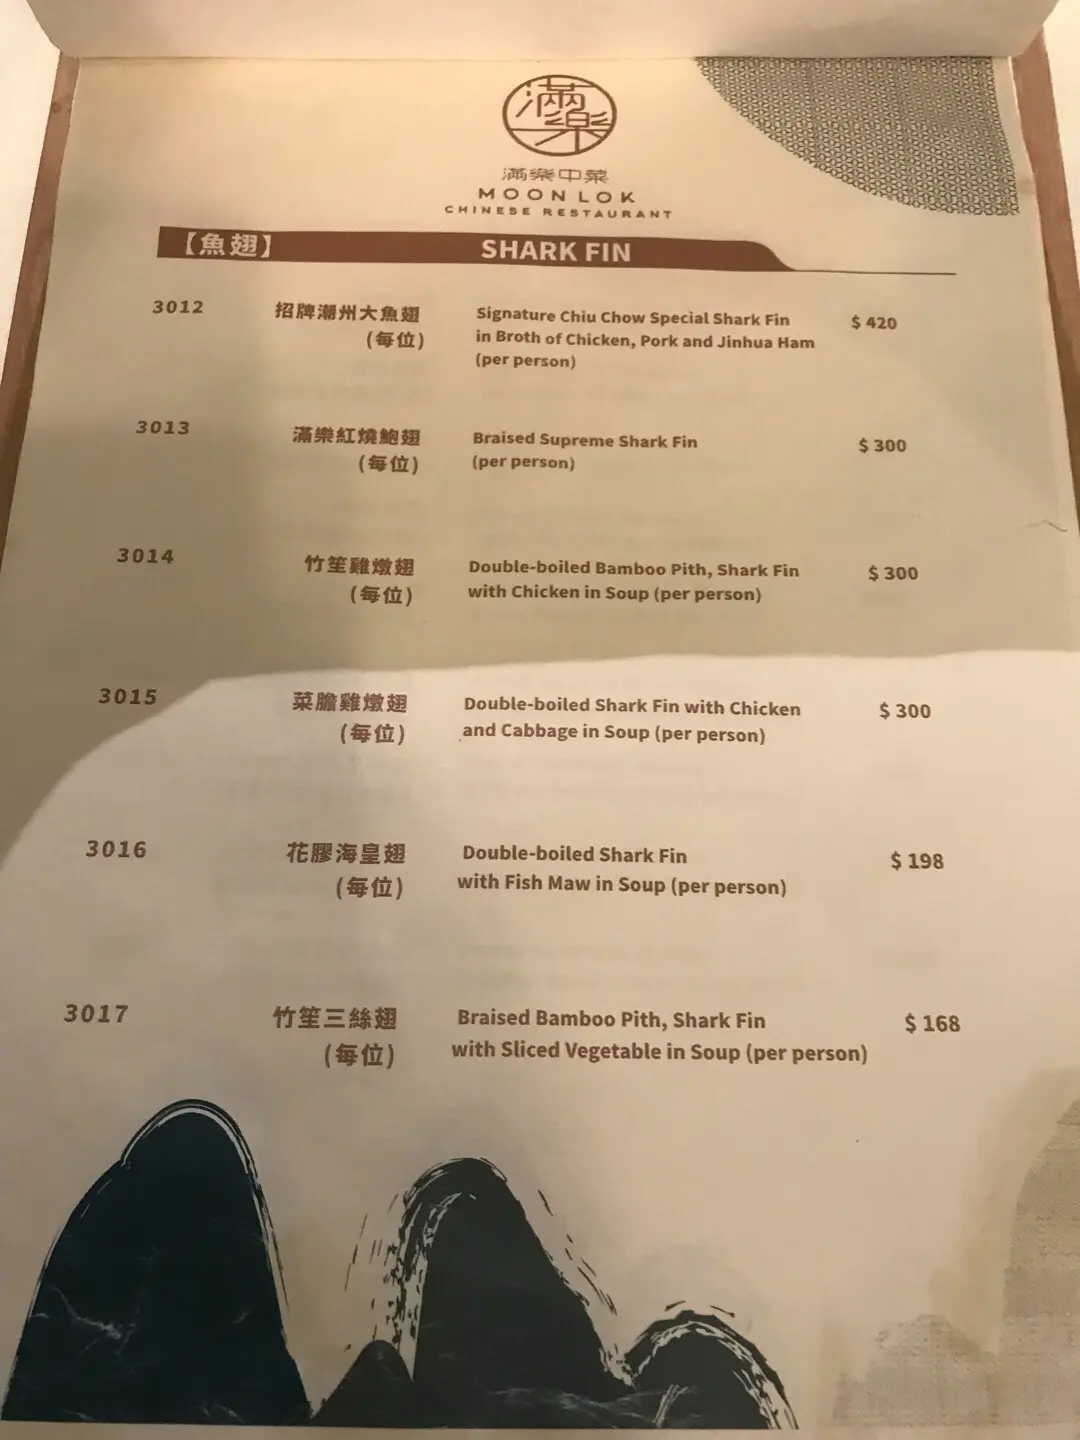 滿樂
滿樂中菜
MOON LOK
CHINESE RESTAURANT
【魚翅】 SHARK FIN
3012 招牌潮州大魚翅 Signature Chiu Chow Special Shark Fin $ 420
(每位) in Broth of Chicken, Pork and Jinhua Ham
(per person)
3013 滿樂紅燒鮑翅 Braised Supreme Shark Fin $ 300
(每位) (per person)
3014 竹笙雞燉翅 Double-boiled Bamboo Pith, Shark Fin $ 300
(每位) with Chicken in Soup (per person)
3015 菜膽雞燉翅 Double-boiled Shark Fin with Chicken $ 300
(每位) and Cabbage in Soup (per person)
3016 花膠海皇翅 Double-boiled Shark Fin $ 198
(每位) with Fish Maw in Soup (per person)
3017 竹笙三絲翅 Braised Bamboo Pith, Shark Fin $ 168
(每位) with Sliced Vegetable in Soup (per person)